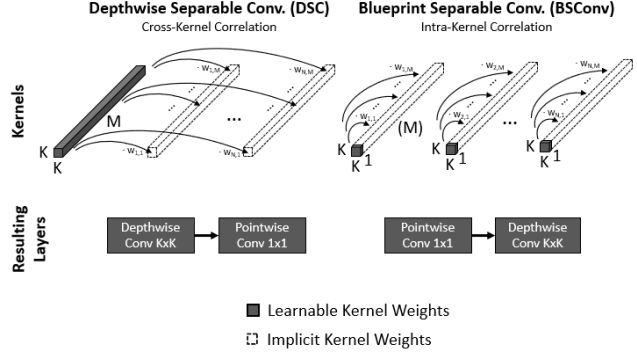 Depthwise Separable Conv. (DSC)
Cross-Kernel Correlation
Blueprint Separable Conv. (BSConv)
Intra-Kernel Correlation
Kernels
· w1,M
· wN,M
M
...
...
...
· w1,1
· wN,1
K
K
· w1,M
· w2,M
· wN,M
(M)
...
...
...
...
· w1,1
· w2,1
· wN,1
K
K
1
K
K
1
K
K
1
Resulting
Layers
Depthwise
Conv KxK
Pointwise
Conv 1x1
Pointwise
Conv 1x1
Depthwise
Conv KxK
Learnable Kernel Weights
Implicit Kernel Weights